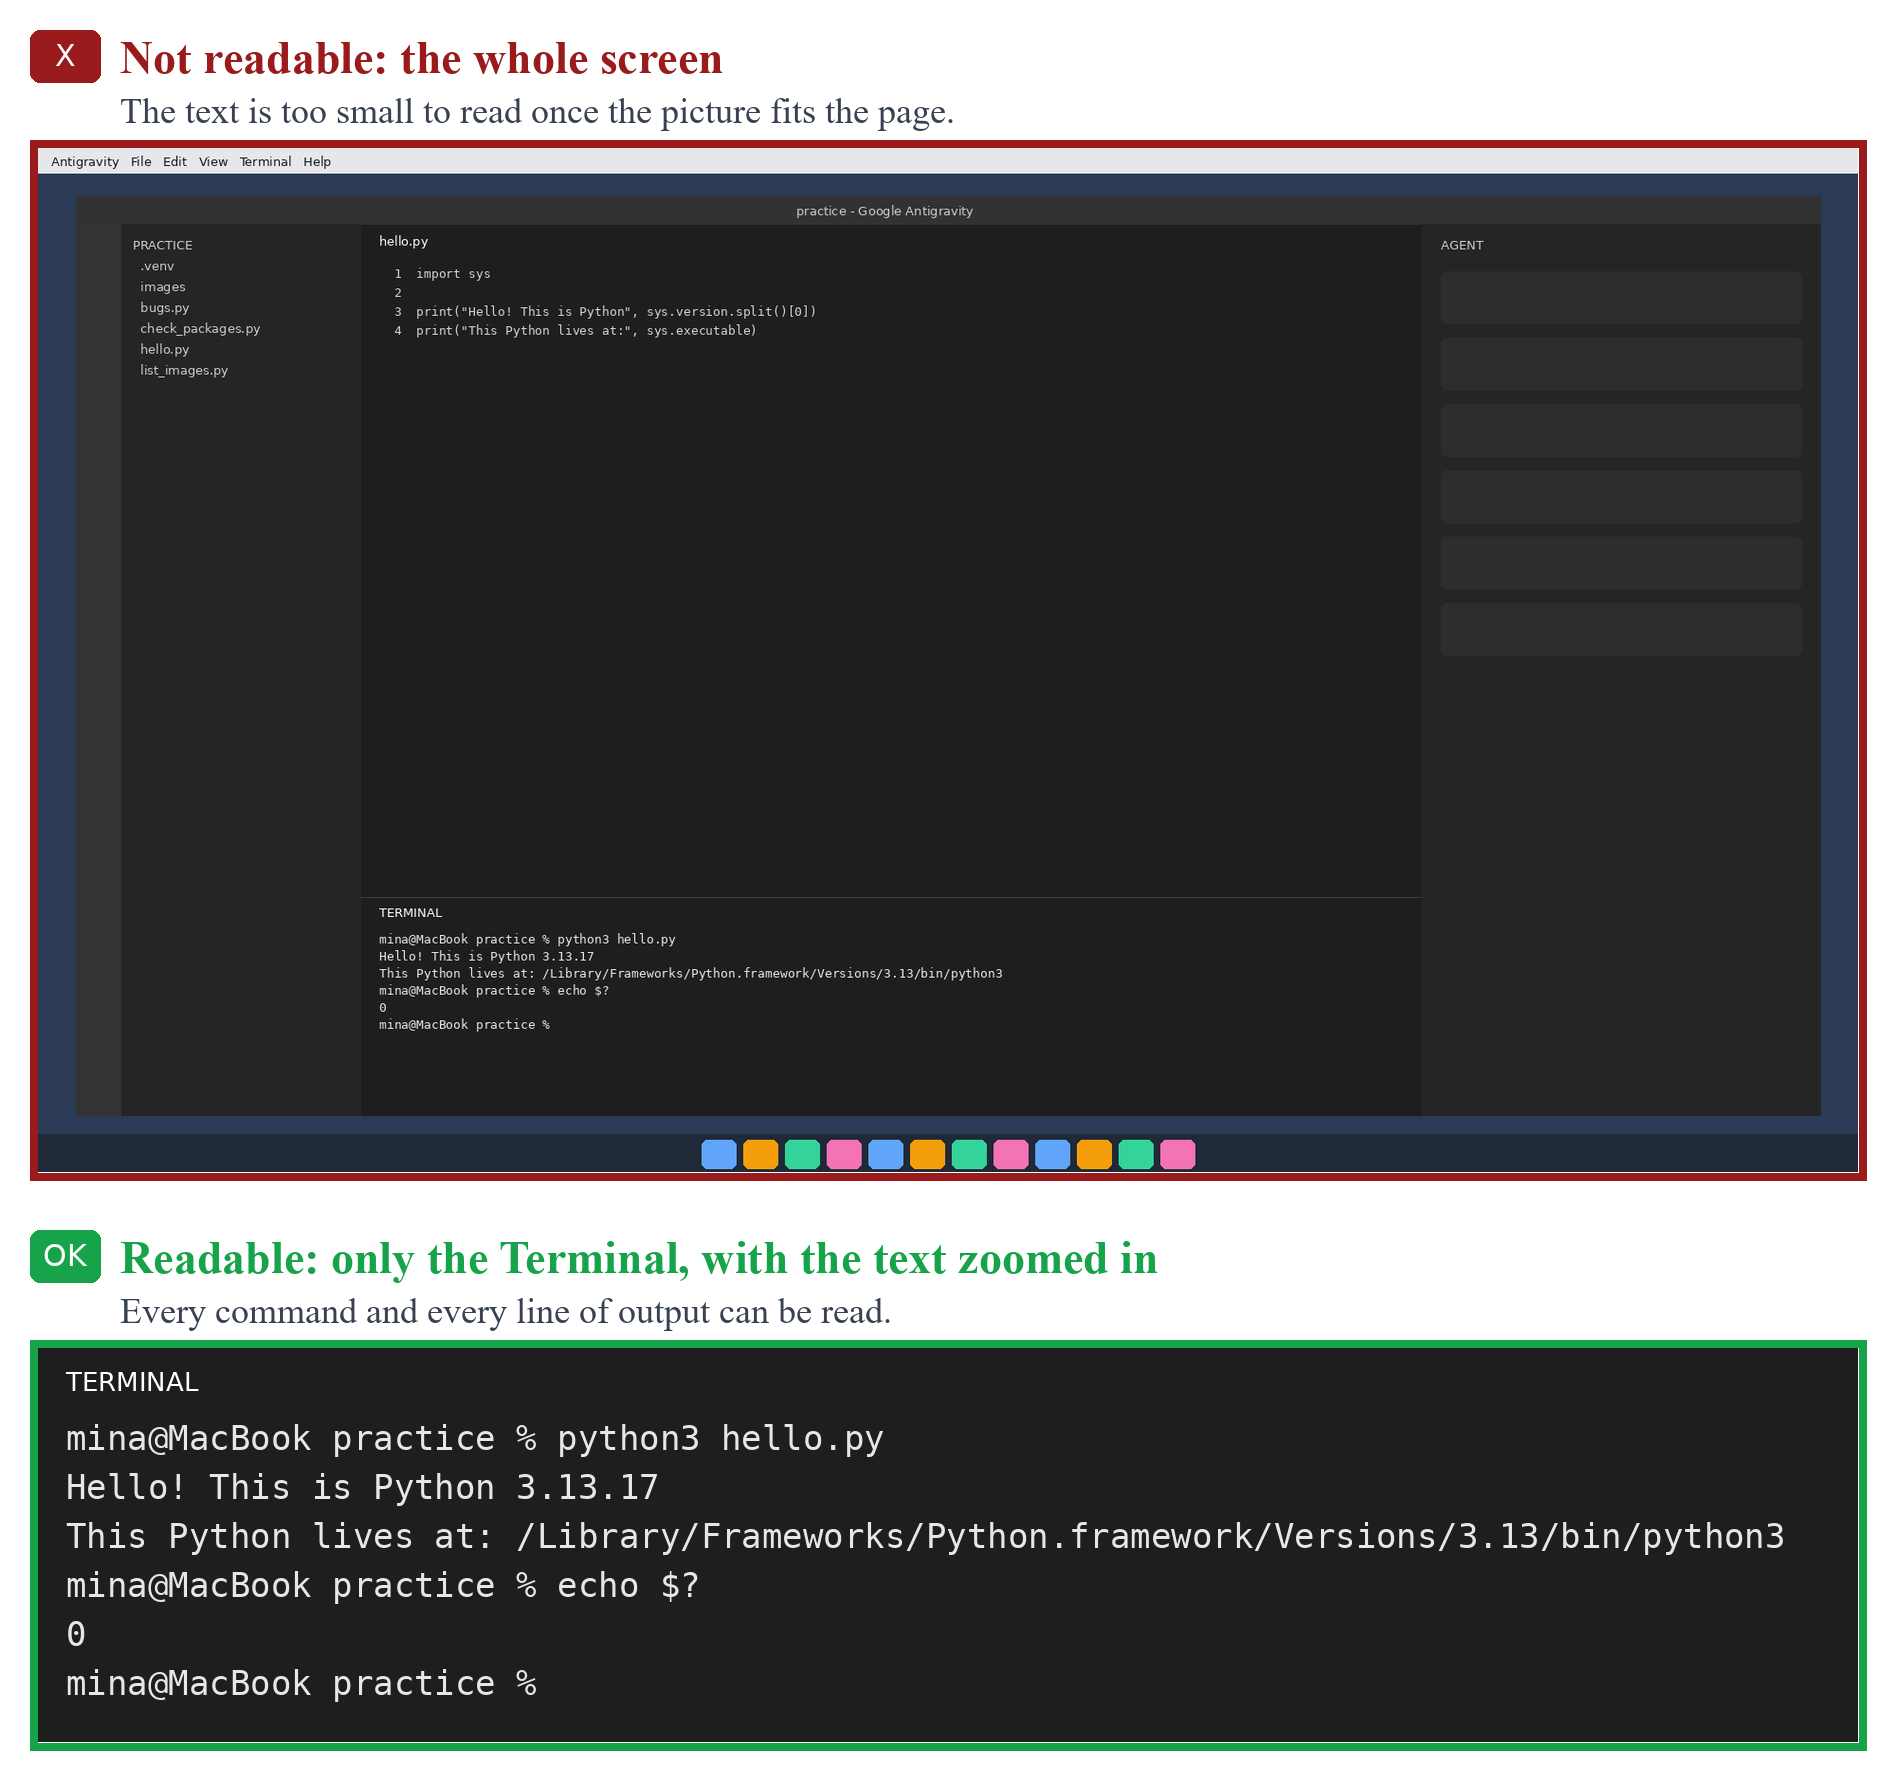 X
Not readable: the whole screen
The text is too small to read once the picture fits the page.
Antigravity File Edit View Terminal Help
practice - Google Antigravity
PRACTICE
.venv
images
bugs.py
check_packages.py
hello.py
list_images.py
hello.py
1 import sys
2
3 print("Hello! This is Python", sys.version.split()[0])
4 print("This Python lives at:", sys.executable)
AGENT
TERMINAL
mina@MacBook practice % python3 hello.py
Hello! This is Python 3.13.17
This Python lives at: /Library/Frameworks/Python.framework/Versions/3.13/bin/python3
mina@MacBook practice % echo $?
0
mina@MacBook practice %
OK
Readable: only the Terminal, with the text zoomed in
Every command and every line of output can be read.
TERMINAL
mina@MacBook practice % python3 hello.py
Hello! This is Python 3.13.17
This Python lives at: /Library/Frameworks/Python.framework/Versions/3.13/bin/python3
mina@MacBook practice % echo $?
0
mina@MacBook practice %